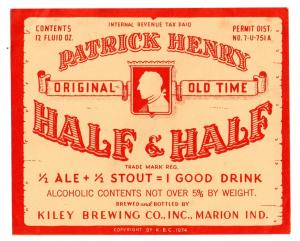 INTERNAL REVENUE TAX PAID
CONTENTS
12 FLUID OZ.
PERMIT DIST.
NO. 7-U-751A
PATRICK HENRY
ORIGINAL OLD TIME
HALF & HALF
TRADE MARK REG.
½ ALE + ½ STOUT = 1 GOOD DRINK
ALCOHOLIC CONTENTS NOT OVER 5% BY WEIGHT.
BREWED and BOTTLED BY
KILEY BREWING CO., INC., MARION IND.
COPYRIGHT BY K.B.C. 1974